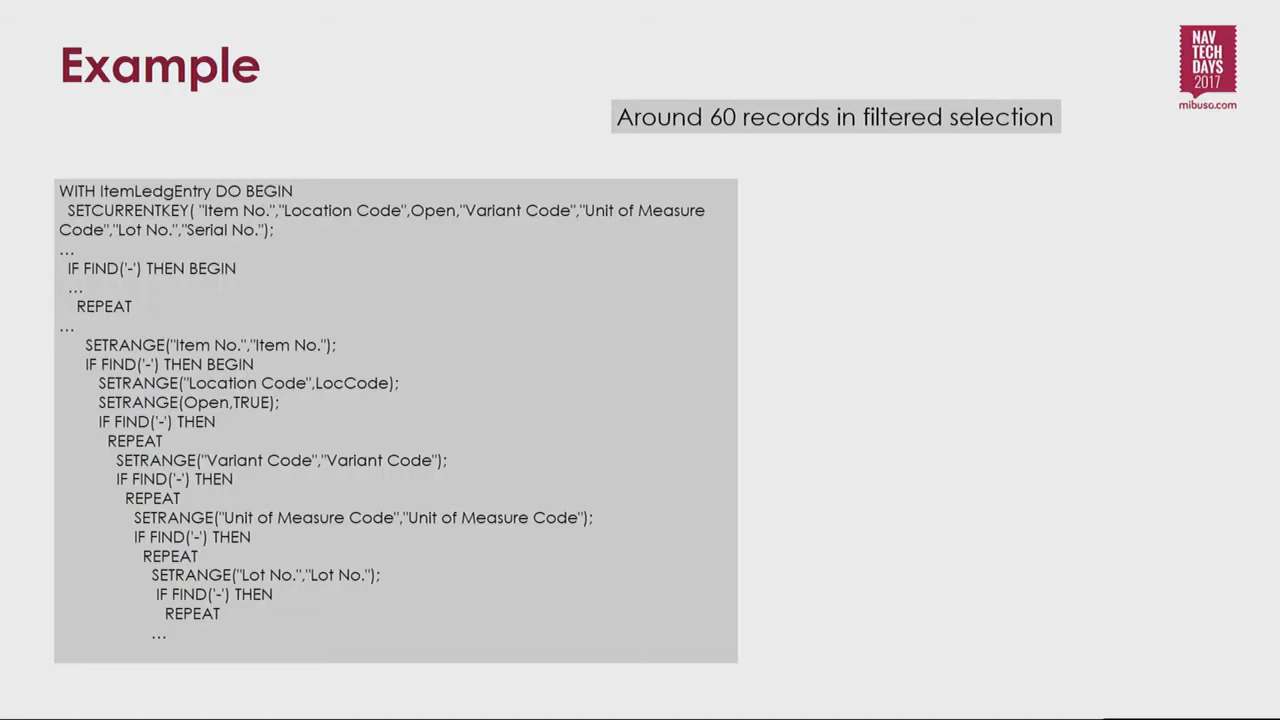 Example
NAV
TECH
DAYS
2017
mibuso.com
Around 60 records in filtered selection
WITH ItemLedgEntry DO BEGIN
SETCURRENTKEY( "Item No.","Location Code",Open,"Variant Code","Unit of Measure
Code","Lot No.","Serial No.");
...
IF FIND('-') THEN BEGIN
...
REPEAT
...
SETRANGE("Item No.","Item No.");
IF FIND('-') THEN BEGIN
SETRANGE("Location Code",LocCode);
SETRANGE(Open,TRUE);
IF FIND('-') THEN
REPEAT
SETRANGE("Variant Code","Variant Code");
IF FIND('-') THEN
REPEAT
SETRANGE("Unit of Measure Code","Unit of Measure Code");
IF FIND('-') THEN
REPEAT
SETRANGE("Lot No.","Lot No.");
IF FIND('-') THEN
REPEAT
...